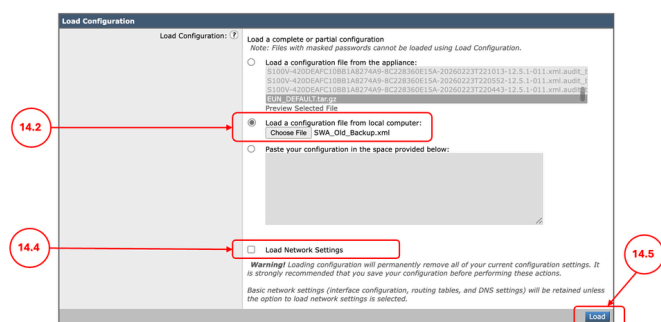 Load Configuration
Load Configuration: ?
Load a complete or partial configuration
Note: Files with masked passwords cannot be loaded using Load Configuration.
Load a configuration file from the appliance:
S100V-420DEAFC10BB1A8274A9-8C228360E15A-20260223T221013-12.5.1-011.xml.audit_
S100V-420DEAFC10BB1A8274A9-8C228360E15A-20260223T220552-12.5.1-011.xml.audit_
S100V-420DEAFC10BB1A8274A9-8C228360E15A-20260223T220443-12.5.1-011.xml.audit_
EUN_DEFAULT.tar.gz
Preview Selected File
14.2
Load a configuration file from local computer:
Choose File SWA_Old_Backup.xml
Paste your configuration in the space provided below:
14.4
Load Network Settings
14.5
Warning! Loading configuration will permanently remove all of your current configuration settings. It
is strongly recommended that you save your configuration before performing these actions.
Basic network settings (interface configuration, routing tables, and DNS settings) will be retained unless
the option to load network settings is selected.
Load